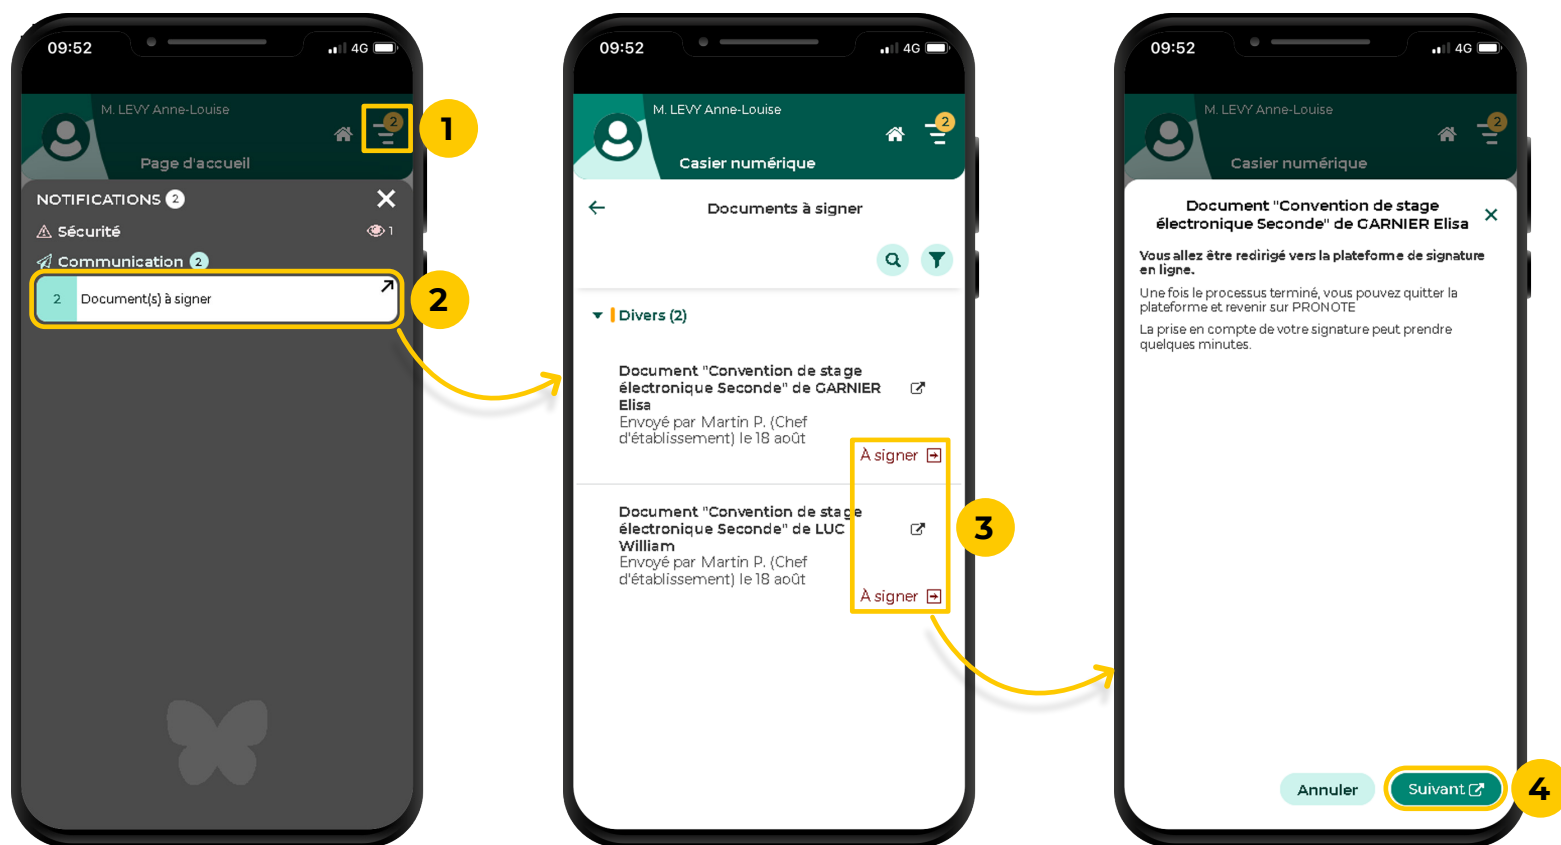 09:52
4G
M. LEVY Anne-Louise
2
Page d'accueil
1
NOTIFICATIONS 2
Sécurité
1
Communication 2
2 Document(s) à signer
2
09:52
4G
M. LEVY Anne-Louise
2
Casier numérique
Documents à signer
Divers (2)
Document "Convention de stage
électronique Seconde" de GARNIER
Elisa
Envoyé par Martin P. (Chef
d'établissement) le 18 août
À signer
Document "Convention de stage
électronique Seconde" de LUC
William
Envoyé par Martin P. (Chef
d'établissement) le 18 août
À signer
3
09:52
4G
M. LEVY Anne-Louise
2
Casier numérique
Document "Convention de stage
électronique Seconde" de GARNIER Elisa
Vous allez être redirigé vers la plateforme de signature
en ligne.
Une fois le processus terminé, vous pouvez quitter la
plateforme et revenir sur PRONOTE
La prise en compte de votre signature peut prendre
quelques minutes.
Annuler
Suivant
4